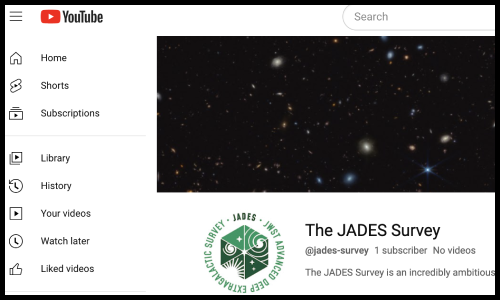 YouTube
Search
Home
Shorts
Subscriptions
Library
History
Your videos
Watch later
Liked videos
JADES · JWST ADVANCED DEEP EXTRAGALACTIC SURVEY ·
The JADES Survey
@jades-survey 1 subscriber No videos
The JADES Survey is an incredibly ambitious